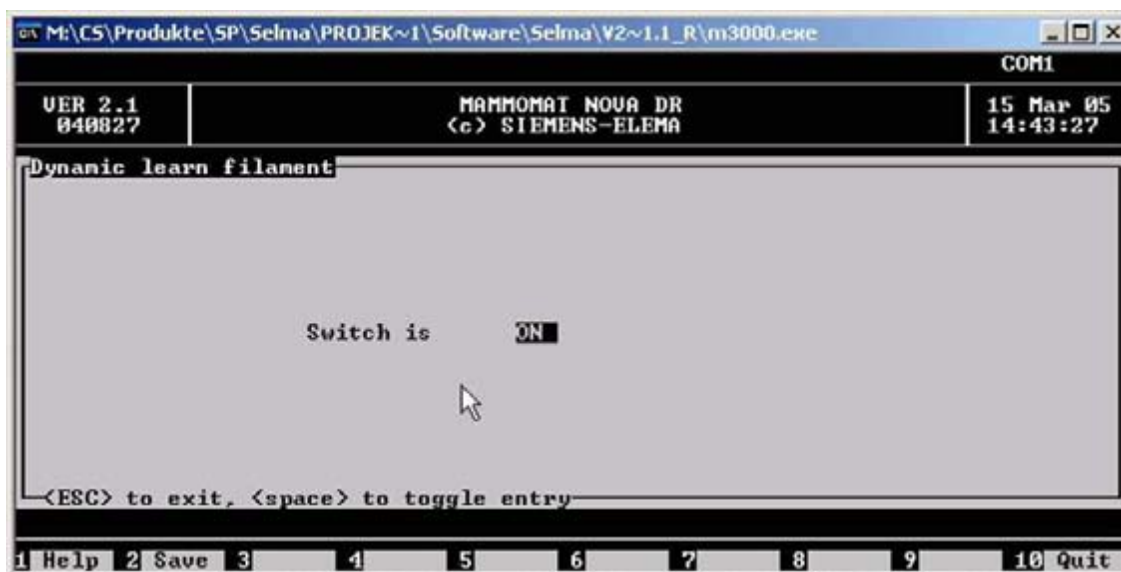 M:\CS\Produkte\SP\Selma\PROJEK~1\Software\Selma\V2~1.1_R\m3000.exe
COM1
VER 2.1
040827
MAMMOMAT NOVA DR
(c) SIEMENS-ELEMA
15 Mar 05
14:43:27
Dynamic learn filament
Switch is ON
<ESC> to exit, <space> to toggle entry
1 Help 2 Save 3 4 5 6 7 8 9 10 Quit